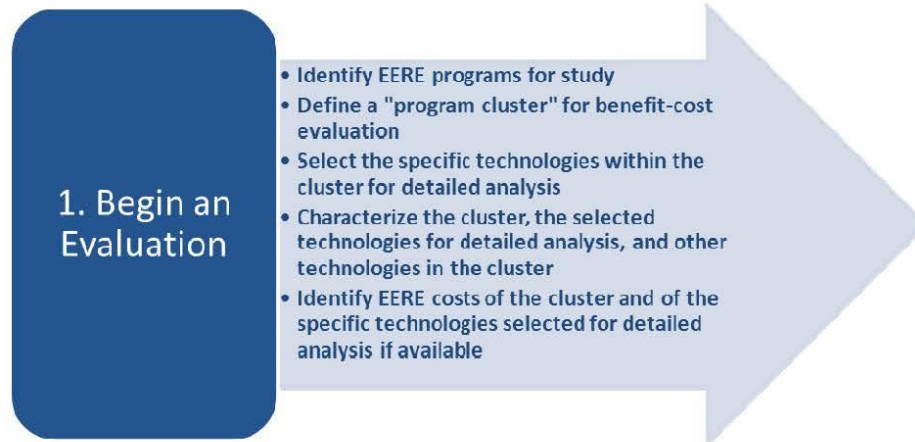 1. Begin an
Evaluation
• Identify EERE programs for study
• Define a "program cluster" for benefit-cost
evaluation
• Select the specific technologies within the
cluster for detailed analysis
• Characterize the cluster, the selected
technologies for detailed analysis, and other
technologies in the cluster
• Identify EERE costs of the cluster and of the
specific technologies selected for detailed
analysis if available